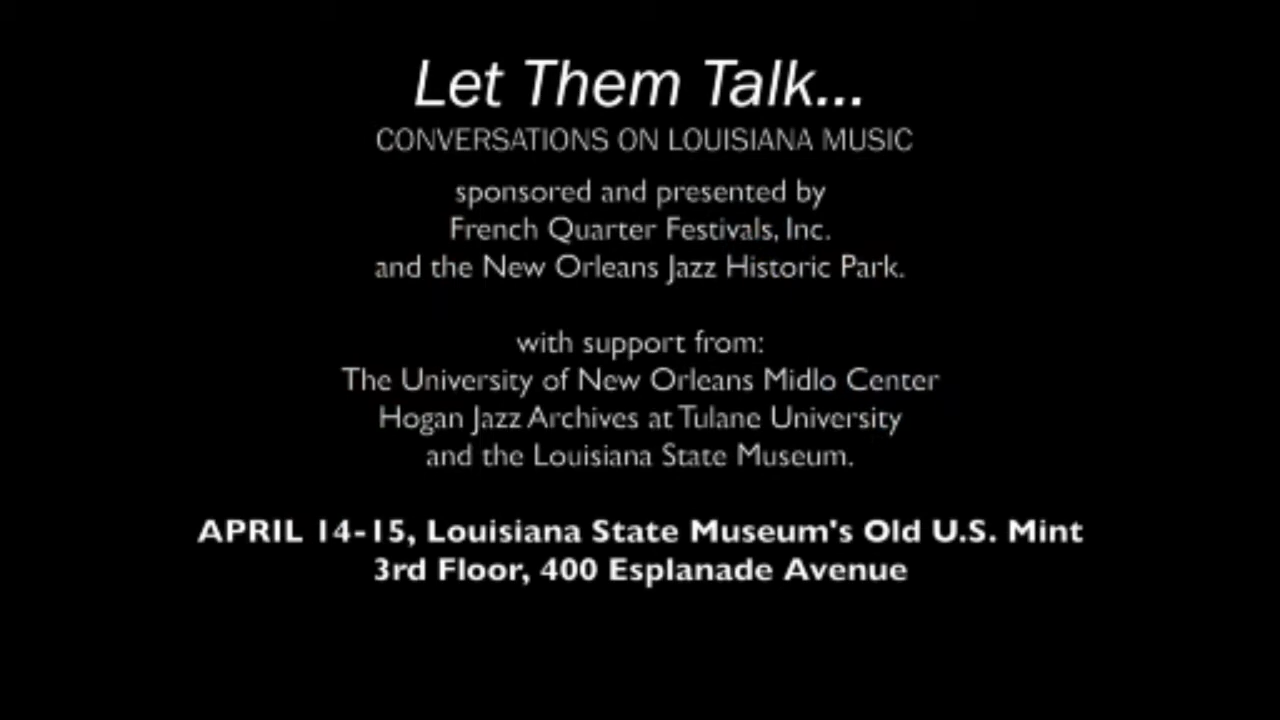 Let Them Talk...
CONVERSATIONS ON LOUISIANA MUSIC
sponsored and presented by
French Quarter Festivals, Inc.
and the New Orleans Jazz Historic Park.
with support from:
The University of New Orleans Midlo Center
Hogan Jazz Archives at Tulane University
and the Louisiana State Museum.
APRIL 14-15, Louisiana State Museum's Old U.S. Mint
3rd Floor, 400 Esplanade Avenue